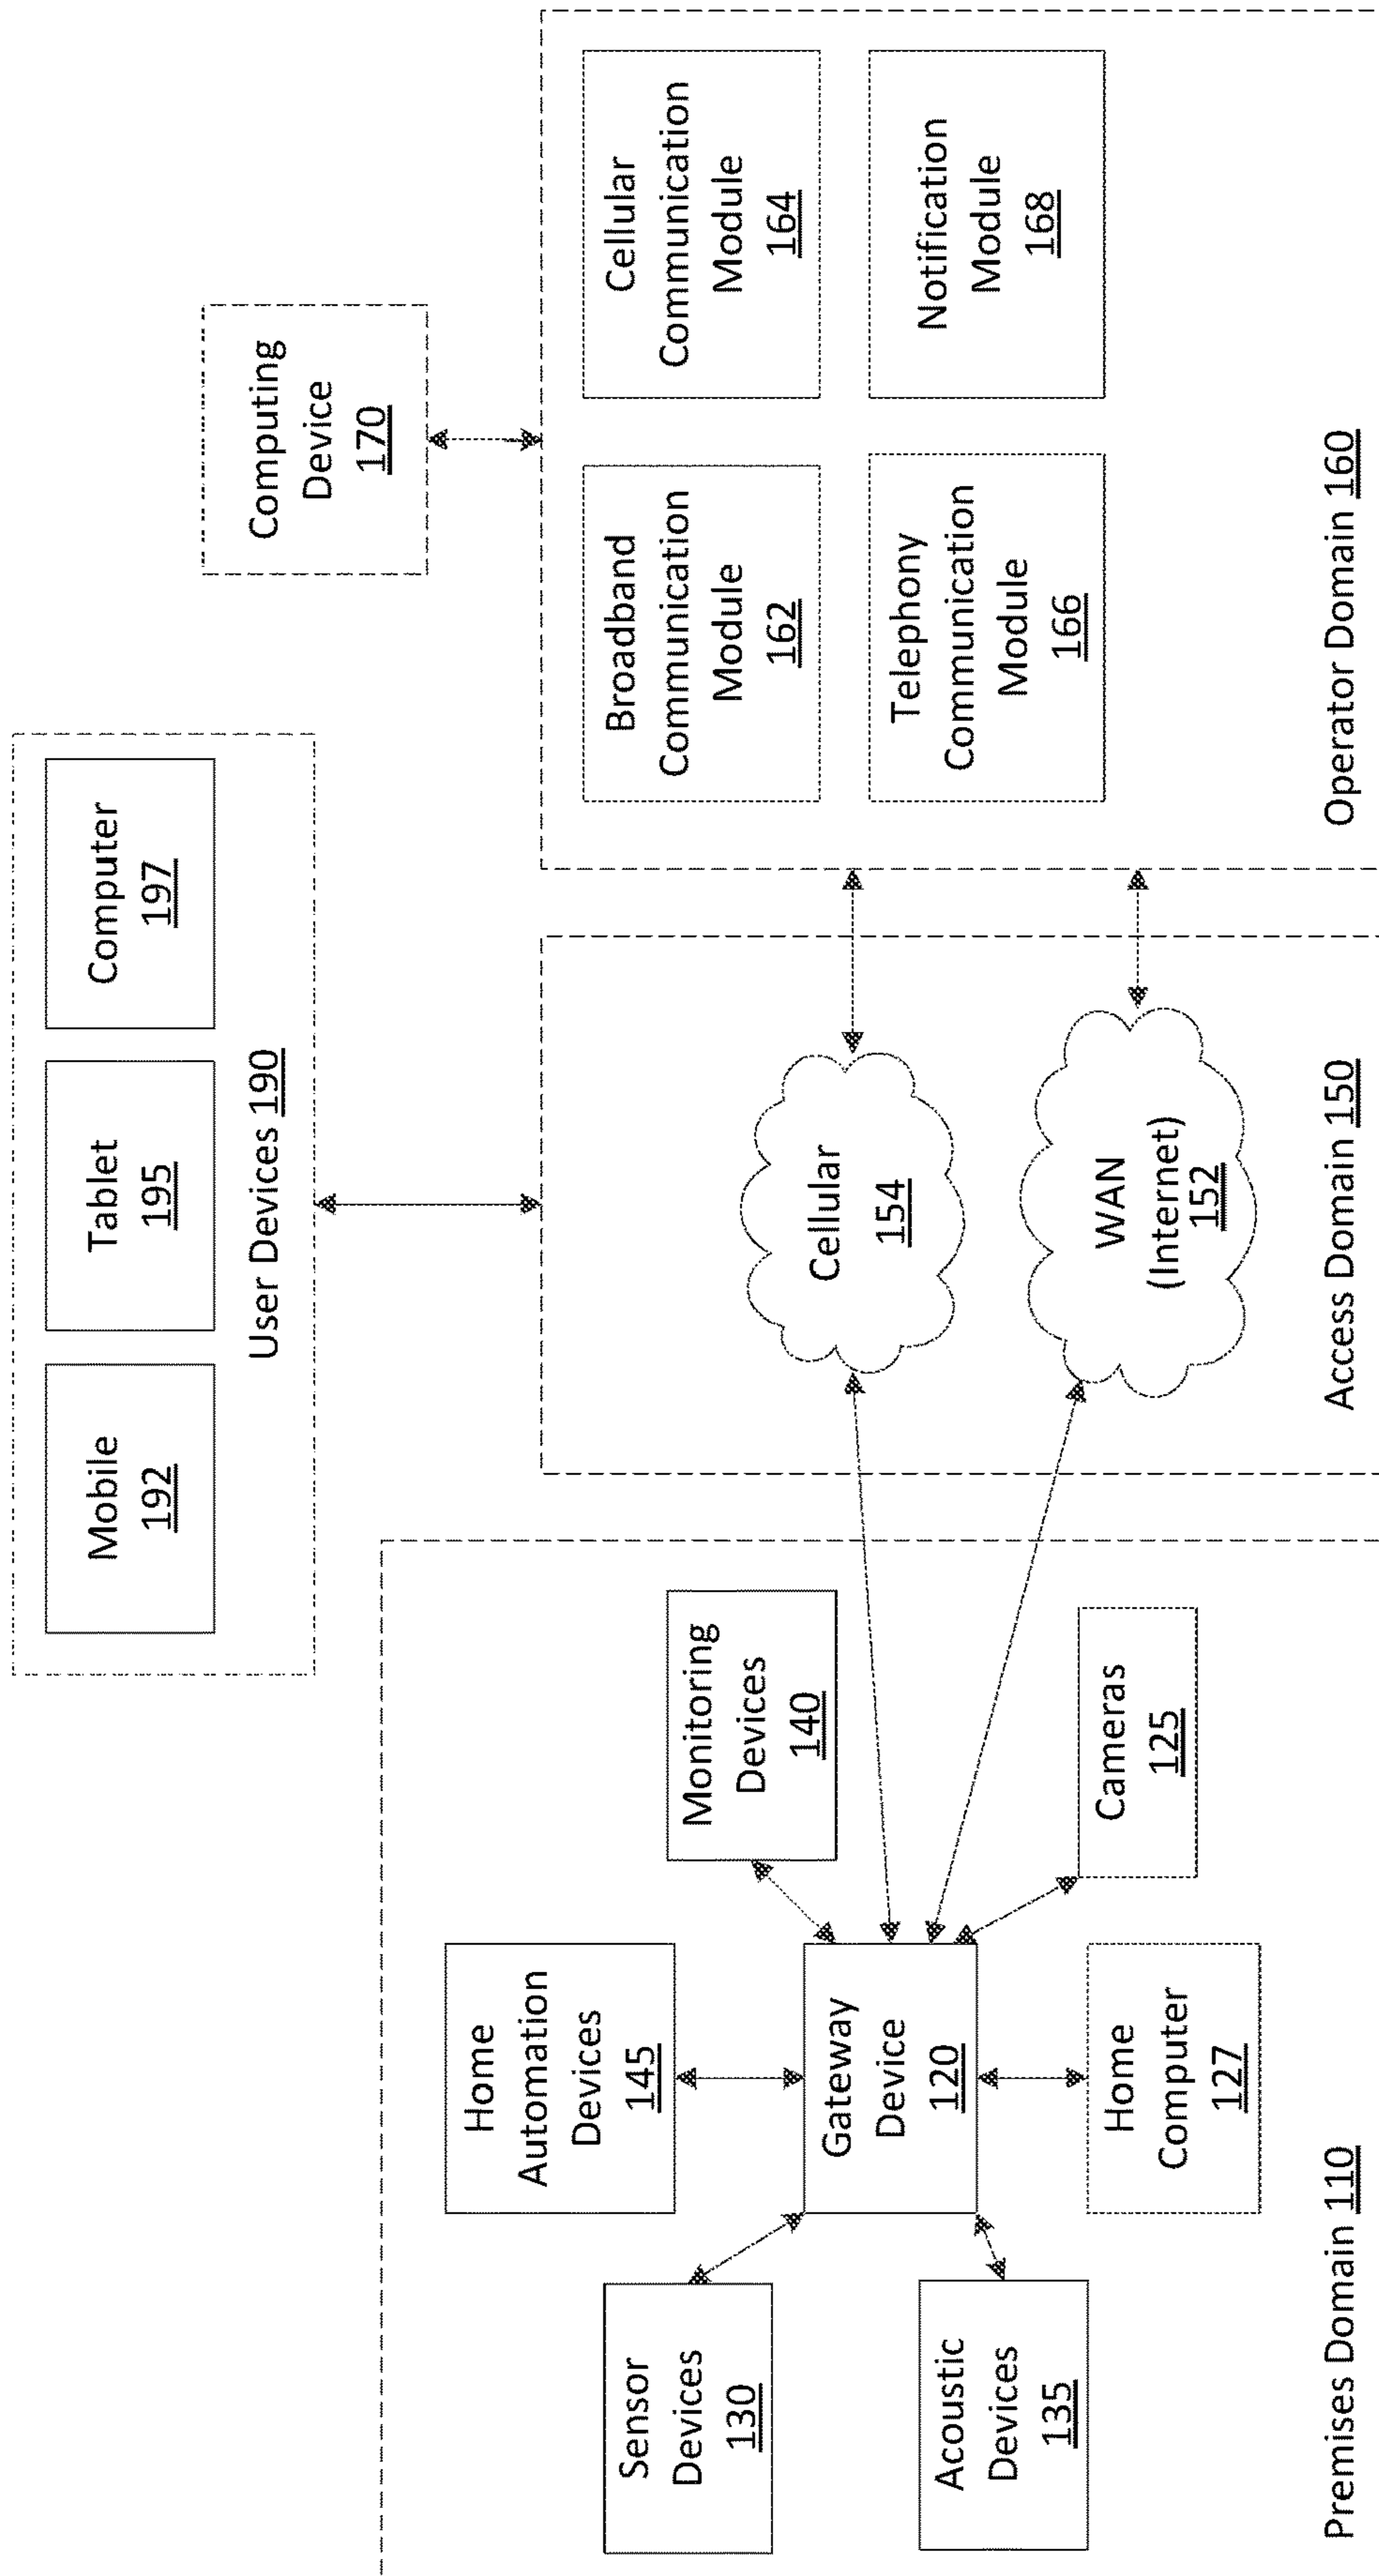 Mobile
192
Tablet
195
Computer
197
User Devices 190
Computing
Device
170
Home
Automation
Devices
145
Sensor
Devices
130
Monitoring
Devices
140
Gateway
Device
120
Acoustic
Devices
135
Home
Computer
127
Cameras
125
Premises Domain 110
Cellular
154
WAN
(Internet)
152
Access Domain 150
Broadband
Communication
Module
162
Cellular
Communication
Module
164
Telephony
Communication
Module
166
Notification
Module
168
Operator Domain 160